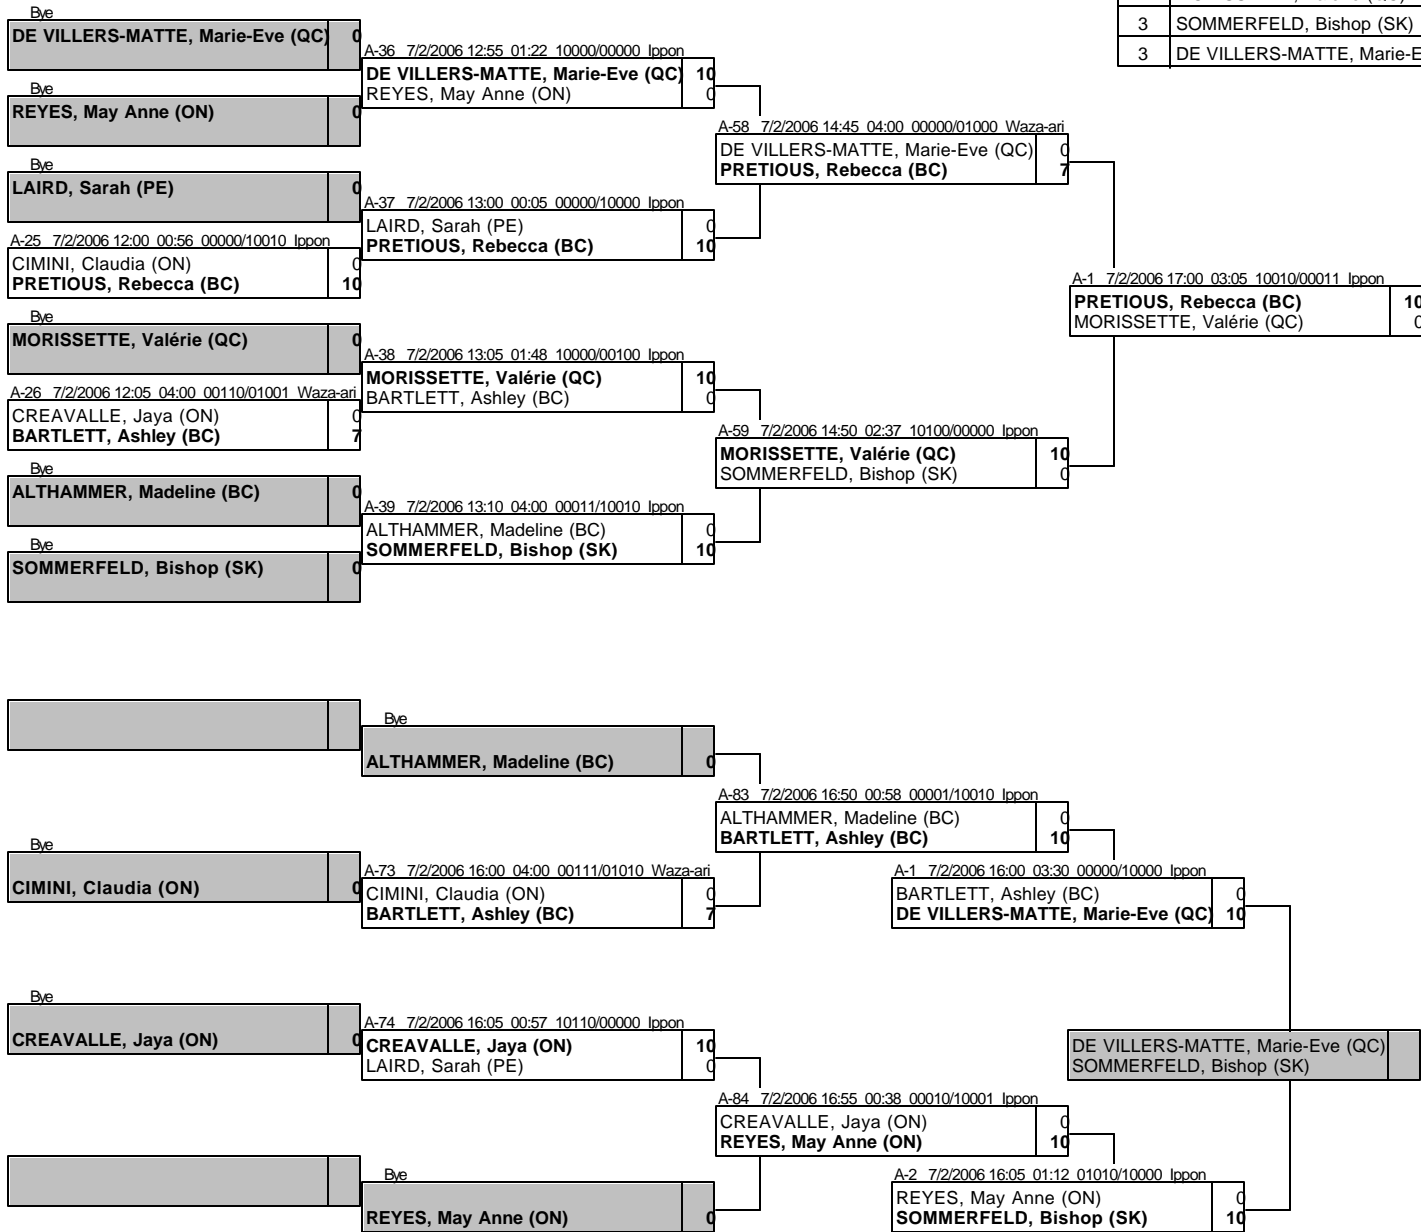 3 SOMMERFELD, Bishop (SK)
3 DE VILLERS-MATTE, Marie-E
Bye
DE VILLERS-MATTE, Marie-Eve (QC) 0
Bye
REYES, May Anne (ON) 0
Bye
LAIRD, Sarah (PE) 0
A-25 7/2/2006 12:00 00:56 00000/10010 Ippon
CIMINI, Claudia (ON) 0
PRETIOUS, Rebecca (BC) 10
Bye
MORISSETTE, Valérie (QC) 0
A-26 7/2/2006 12:05 04:00 00110/01001 Waza-ari
CREAVALLE, Jaya (ON) 0
BARTLETT, Ashley (BC) 7
Bye
ALTHAMMER, Madeline (BC) 0
Bye
SOMMERFELD, Bishop (SK) 0
A-36 7/2/2006 12:55 01:22 10000/00000 Ippon
DE VILLERS-MATTE, Marie-Eve (QC) 10
REYES, May Anne (ON) 0
A-37 7/2/2006 13:00 00:05 00000/10000 Ippon
LAIRD, Sarah (PE) 0
PRETIOUS, Rebecca (BC) 10
A-38 7/2/2006 13:05 01:48 10000/00100 Ippon
MORISSETTE, Valérie (QC) 10
BARTLETT, Ashley (BC) 0
A-39 7/2/2006 13:10 04:00 00011/10010 Ippon
ALTHAMMER, Madeline (BC) 0
SOMMERFELD, Bishop (SK) 10
A-58 7/2/2006 14:45 04:00 00000/01000 Waza-ari
DE VILLERS-MATTE, Marie-Eve (QC) 0
PRETIOUS, Rebecca (BC) 7
A-59 7/2/2006 14:50 02:37 10100/00000 Ippon
MORISSETTE, Valérie (QC) 10
SOMMERFELD, Bishop (SK) 0
A-1 7/2/2006 17:00 03:05 10010/00011 Ippon
PRETIOUS, Rebecca (BC) 10
MORISSETTE, Valérie (QC) 0
Bye
CIMINI, Claudia (ON) 0
Bye
CREAVALLE, Jaya (ON) 0
Bye
ALTHAMMER, Madeline (BC) 0
A-73 7/2/2006 16:00 04:00 00111/01010 Waza-ari
CIMINI, Claudia (ON) 0
BARTLETT, Ashley (BC) 7
A-74 7/2/2006 16:05 00:57 10110/00000 Ippon
CREAVALLE, Jaya (ON) 10
LAIRD, Sarah (PE) 0
Bye
REYES, May Anne (ON) 0
A-83 7/2/2006 16:50 00:58 00001/10010 Ippon
ALTHAMMER, Madeline (BC) 0
BARTLETT, Ashley (BC) 10
A-84 7/2/2006 16:55 00:38 00010/10001 Ippon
CREAVALLE, Jaya (ON) 0
REYES, May Anne (ON) 10
A-1 7/2/2006 16:00 03:30 00000/10000 Ippon
BARTLETT, Ashley (BC) 0
DE VILLERS-MATTE, Marie-Eve (QC) 10
A-2 7/2/2006 16:05 01:12 01010/10000 Ippon
REYES, May Anne (ON) 0
SOMMERFELD, Bishop (SK) 10
DE VILLERS-MATTE, Marie-Eve (QC)
SOMMERFELD, Bishop (SK)